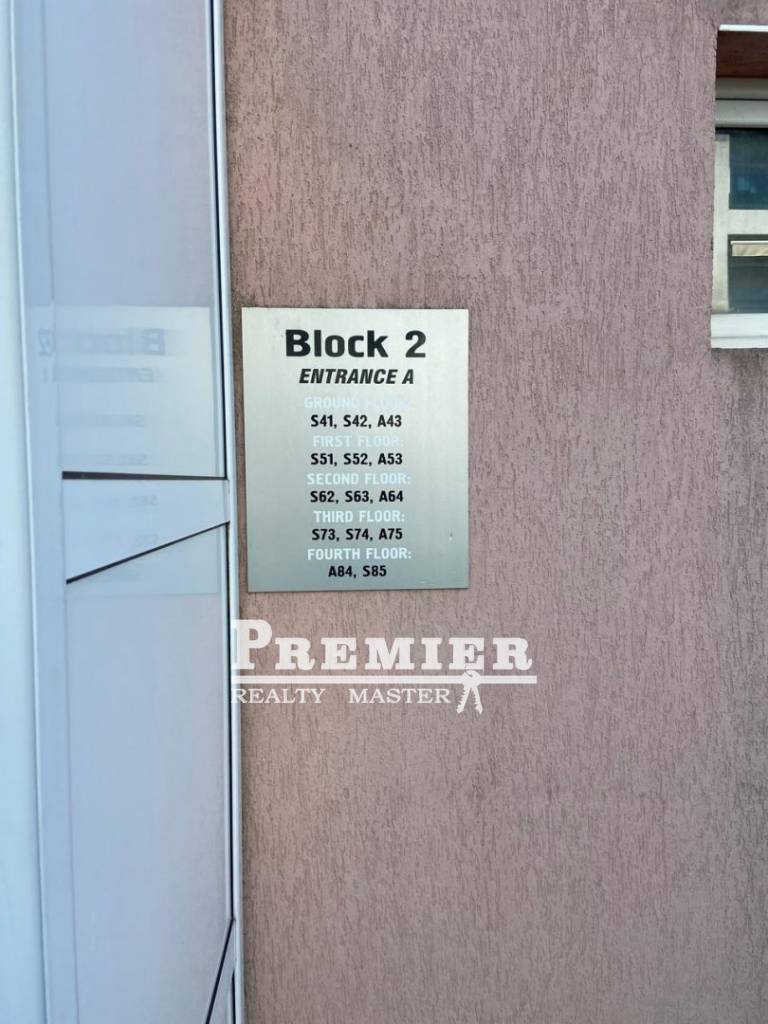 Block 2
ENTRANCE A
GROUND FLOOR:
S41, S42, A43
FIRST FLOOR:
S51, S52, A53
SECOND FLOOR:
S62, S63, A64
THIRD FLOOR:
S73, S74, A75
FOURTH FLOOR:
A84, S85
PREMIER
REALTY MASTER